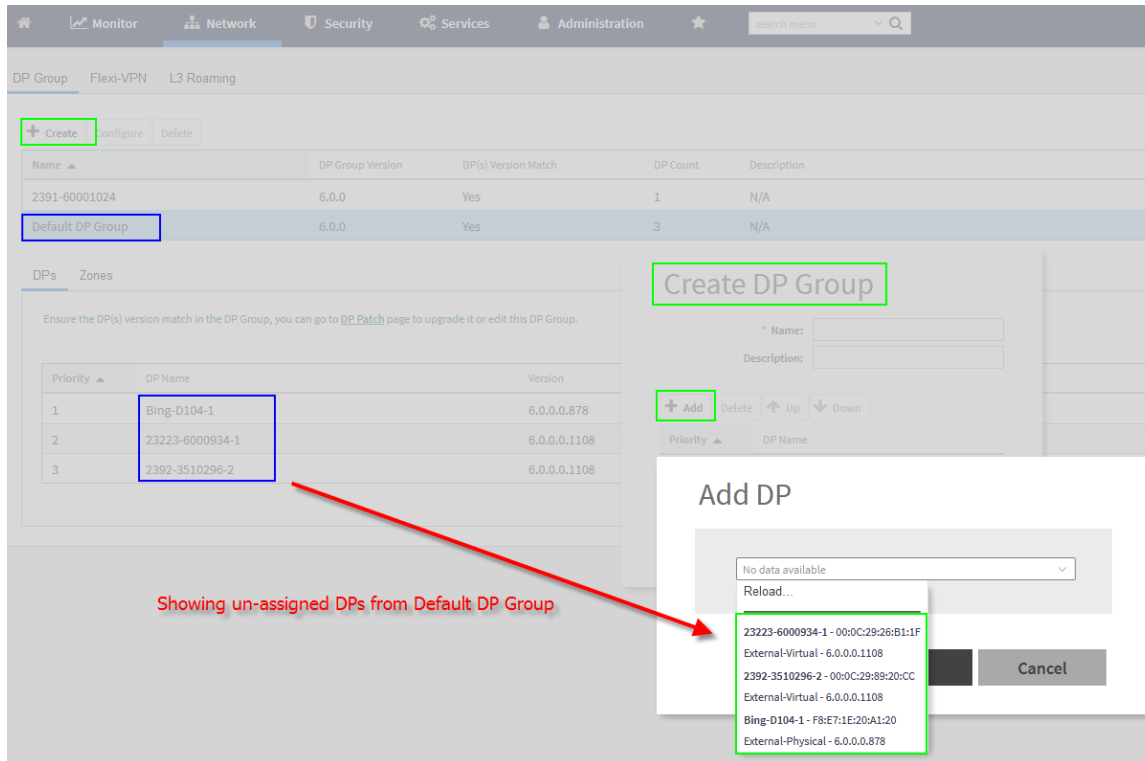 Monitor Network Security Services Administration search menu
DP Group Flexi-VPN L3 Roaming
Create Configure Delete
Name DP Group Version DP(s) Version Match DP Count Description
2391-60001024 6.0.0 Yes 1 N/A
Default DP Group 6.0.0 Yes 3 N/A
DPs Zones
Ensure the DP(s) version match in the DP Group, you can go to DP Patch page to upgrade it or edit this DP Group.
Priority DP Name Version
1 Bing-D104-1 6.0.0.0.878
2 23223-6000934-1 6.0.0.0.1108
3 2392-3510296-2 6.0.0.0.1108
Showing un-assigned DPs from Default DP Group
Create DP Group
* Name:
Description:
Add Delete Up Down
Priority DP Name
Add DP
No data available
Reload...
23223-6000934-1 - 00:0C:29:26:B1:1F
External-Virtual - 6.0.0.0.1108
2392-3510296-2 - 00:0C:29:89:20:CC
External-Virtual - 6.0.0.0.1108
Bing-D104-1 - F8:E7:1E:20:A1:20
External-Physical - 6.0.0.0.878
Cancel